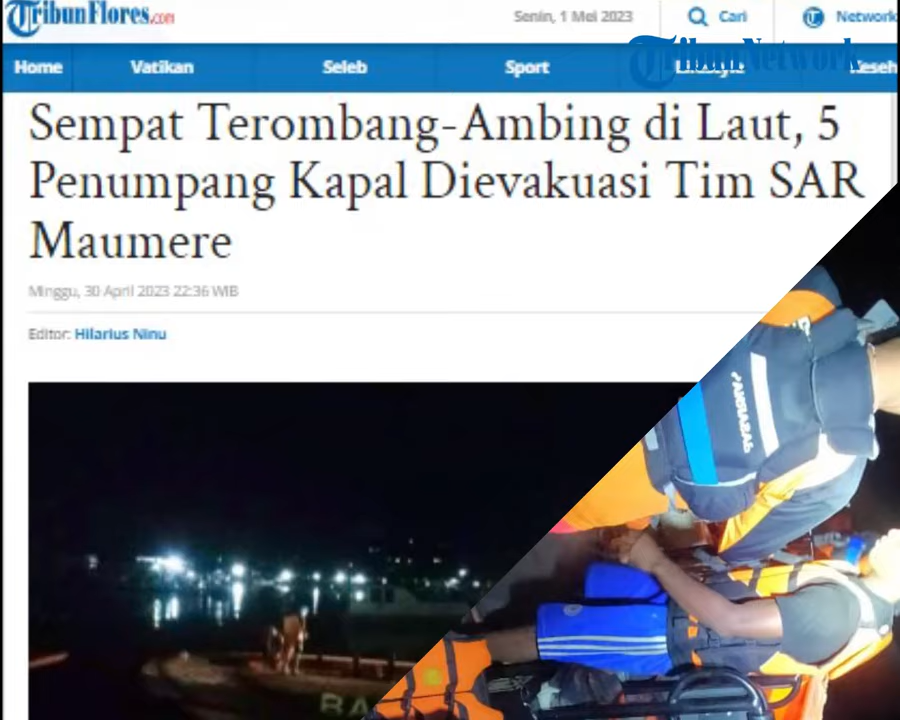 TribunFlores.com
Senin, 1 Mei 2023
Cari
Network
TribunNetwork
Home
Vatikan
Seleb
Sport
Sempat Terombang-Ambing di Laut, 5
Penumpang Kapal Dievakuasi Tim SAR
Maumere
Minggu, 30 April 2023 22:36 WIB
Editor: Hilarius Ninu
BA